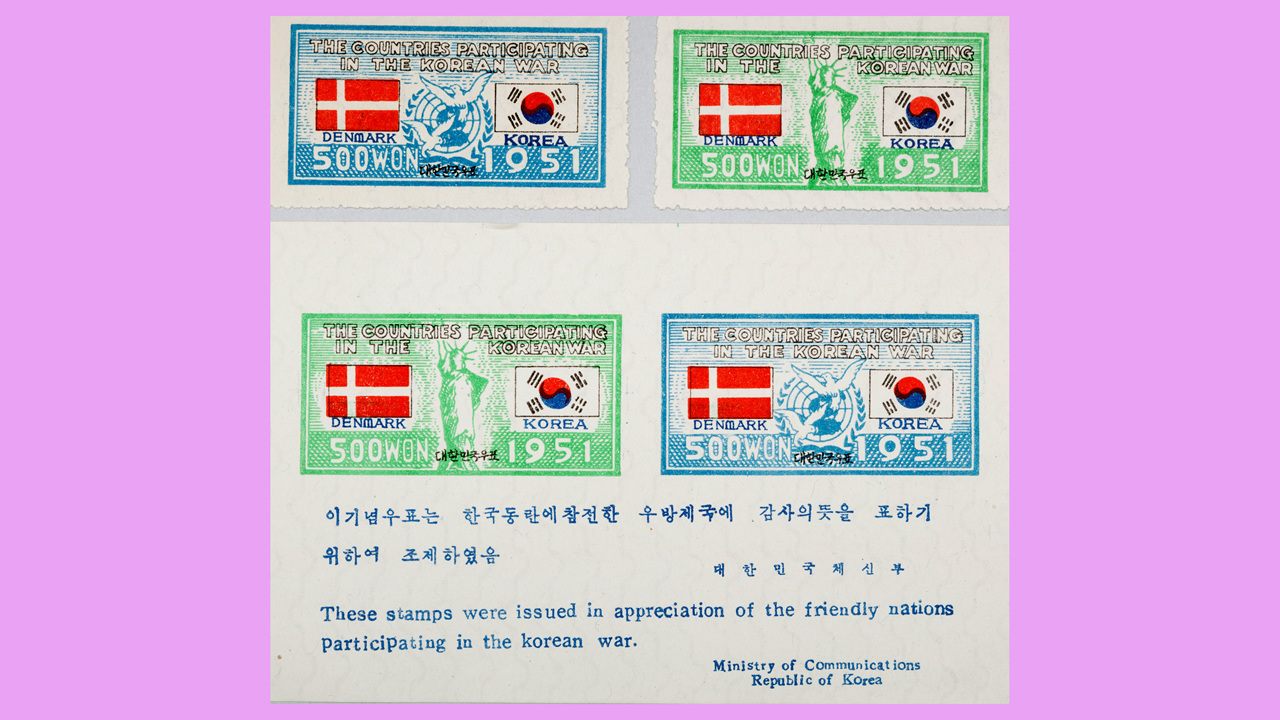 THE COUNTRIES PARTICIPATING
IN THE KOREAN WAR
DENMARK
KOREA
500WON
1951
대한민국우표
THE COUNTRIES PARTICIPATING
IN THE KOREAN WAR
DENMARK
KOREA
500WON
1951
대한민국우표
THE COUNTRIES PARTICIPATING
IN THE KOREAN WAR
DENMARK
KOREA
500WON
1951
대한민국우표
THE COUNTRIES PARTICIPATING
IN THE KOREAN WAR
DENMARK
KOREA
500WON
1951
대한민국우표
이기념우표는 한국동란에참전한 우방제국에 감사의뜻을 표하기
위하여 조제하였음
대한민국체신부
These stamps were issued in appreciation of the friendly nations
participating in the korean war.
Ministry of Communications
Republic of Korea